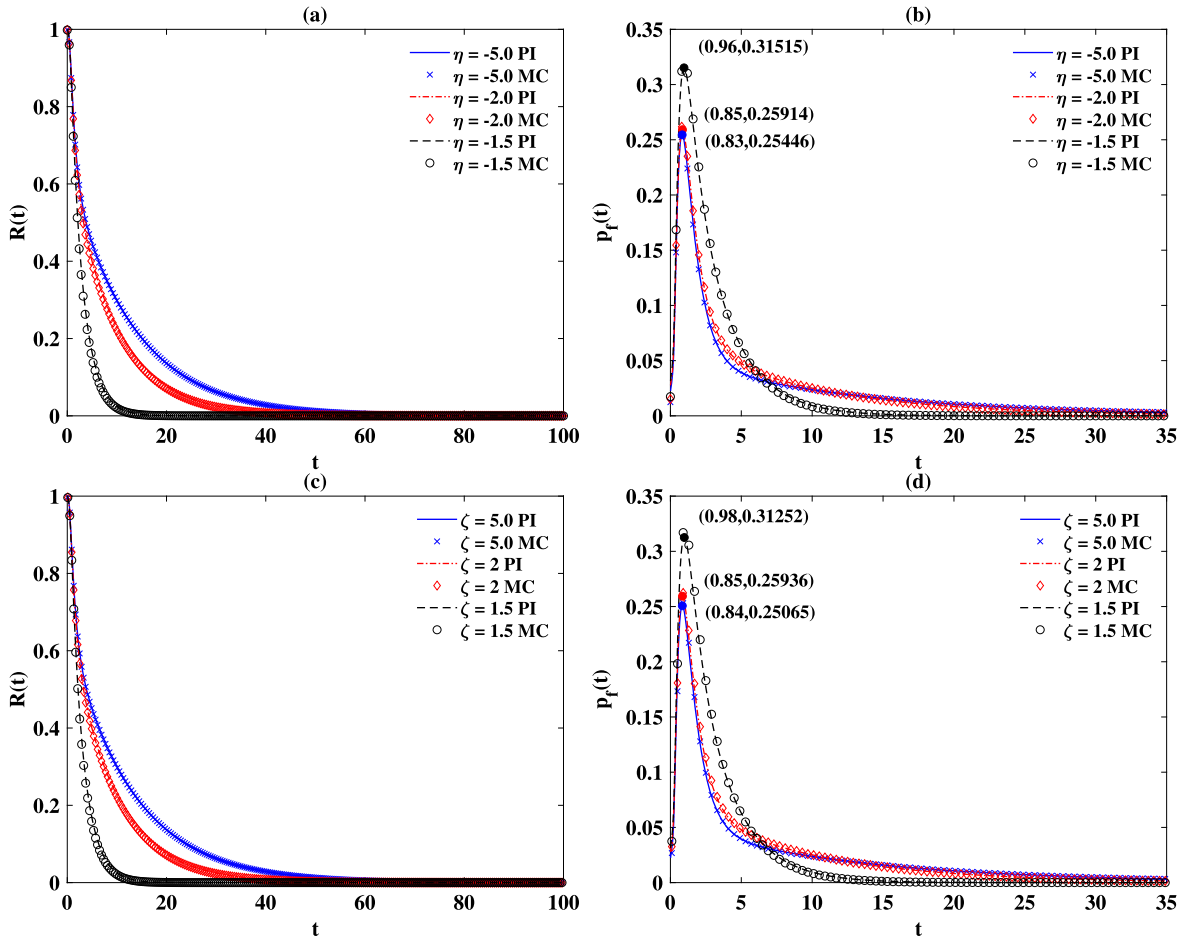 (a)
R(t)
1
0.8
0.6
0.4
0.2
0
0 20 40 60 80 100
t
η = -5.0 PI
η = -5.0 MC
η = -2.0 PI
η = -2.0 MC
η = -1.5 PI
η = -1.5 MC
(b)
p_f(t)
0.35
0.3
0.25
0.2
0.15
0.1
0.05
0
0 5 10 15 20 25 30 35
t
(0.96,0.31515)
(0.85,0.25914)
(0.83,0.25446)
η = -5.0 PI
η = -5.0 MC
η = -2.0 PI
η = -2.0 MC
η = -1.5 PI
η = -1.5 MC
(c)
R(t)
1
0.8
0.6
0.4
0.2
0
0 20 40 60 80 100
t
ζ = 5.0 PI
ζ = 5.0 MC
ζ = 2 PI
ζ = 2 MC
ζ = 1.5 PI
ζ = 1.5 MC
(d)
p_f(t)
0.35
0.3
0.25
0.2
0.15
0.1
0.05
0
0 5 10 15 20 25 30 35
t
(0.98,0.31252)
(0.85,0.25936)
(0.84,0.25065)
ζ = 5.0 PI
ζ = 5.0 MC
ζ = 2 PI
ζ = 2 MC
ζ = 1.5 PI
ζ = 1.5 MC